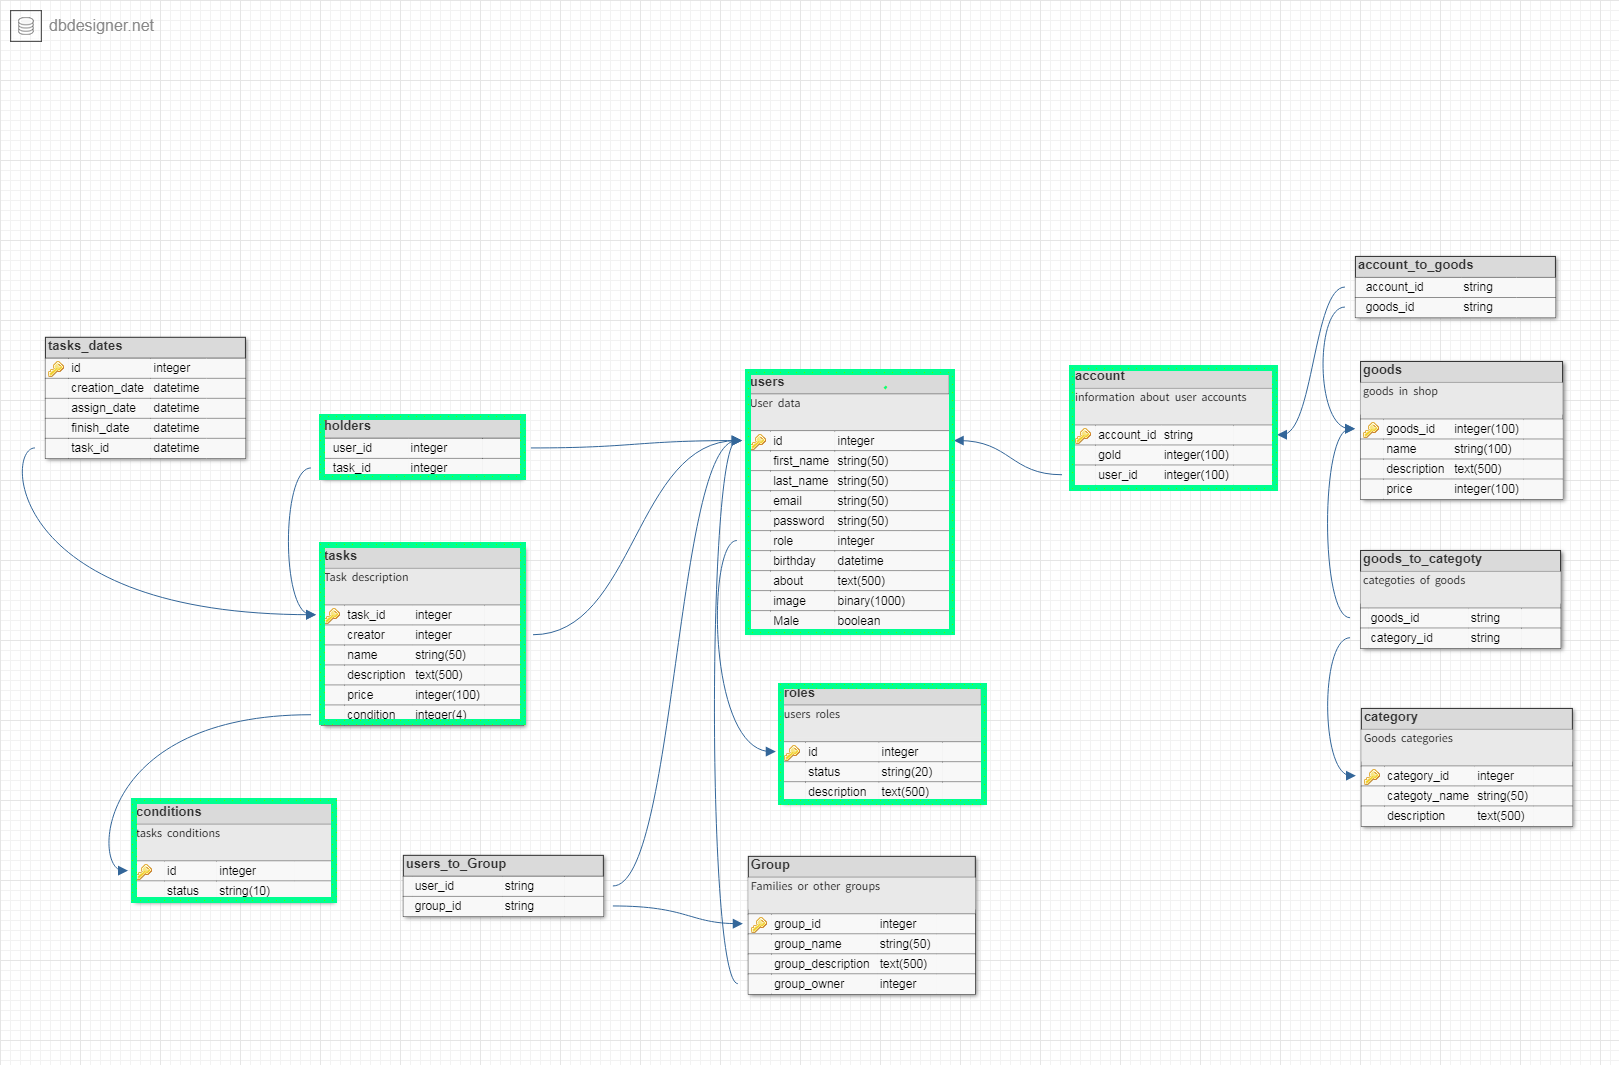 dbdesigner.net
tasks_dates
id integer
creation_date datetime
assign_date datetime
finish_date datetime
task_id datetime
holders
user_id integer
task_id integer
tasks
Task description
task_id integer
creator integer
name string(50)
description text(500)
price integer(100)
condition integer(4)
conditions
tasks conditions
id integer
status string(10)
users_to_Group
user_id string
group_id string
users
User data
id integer
first_name string(50)
last_name string(50)
email string(50)
password string(50)
role integer
birthday datetime
about text(500)
image binary(1000)
Male boolean
roles
users roles
id integer
status string(20)
description text(500)
Group
Families or other groups
group_id integer
group_name string(50)
group_description text(500)
group_owner integer
account
information about user accounts
account_id string
gold integer(100)
user_id integer(100)
account_to_goods
account_id string
goods_id string
goods
goods in shop
goods_id integer(100)
name string(100)
description text(500)
price integer(100)
goods_to_categoty
categoties of goods
goods_id string
category_id string
category
Goods categories
category_id integer
categoty_name string(50)
description text(500)